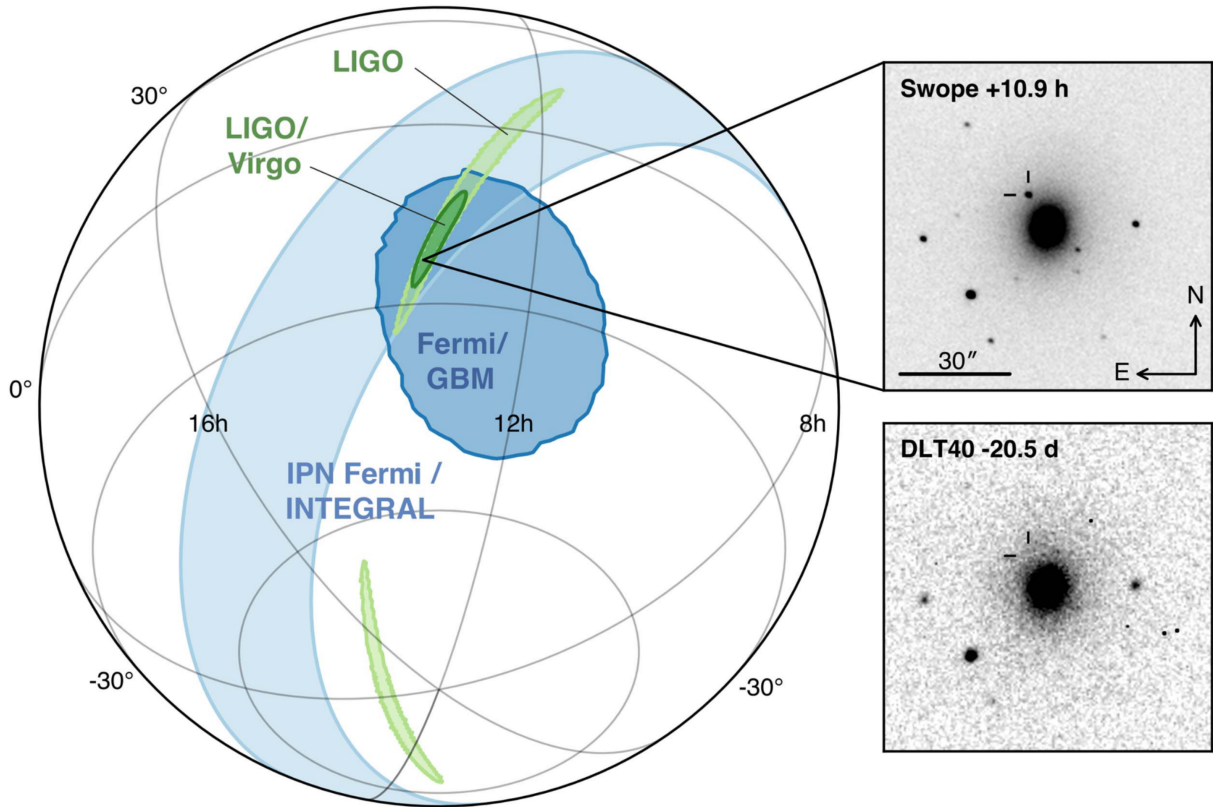 LIGO
30°
LIGO/
Virgo
0°
Fermi/
GBM
16h
12h
8h
IPN Fermi /
INTEGRAL
-30°
-30°
Swope +10.9 h
30″
N
E
DLT40 -20.5 d